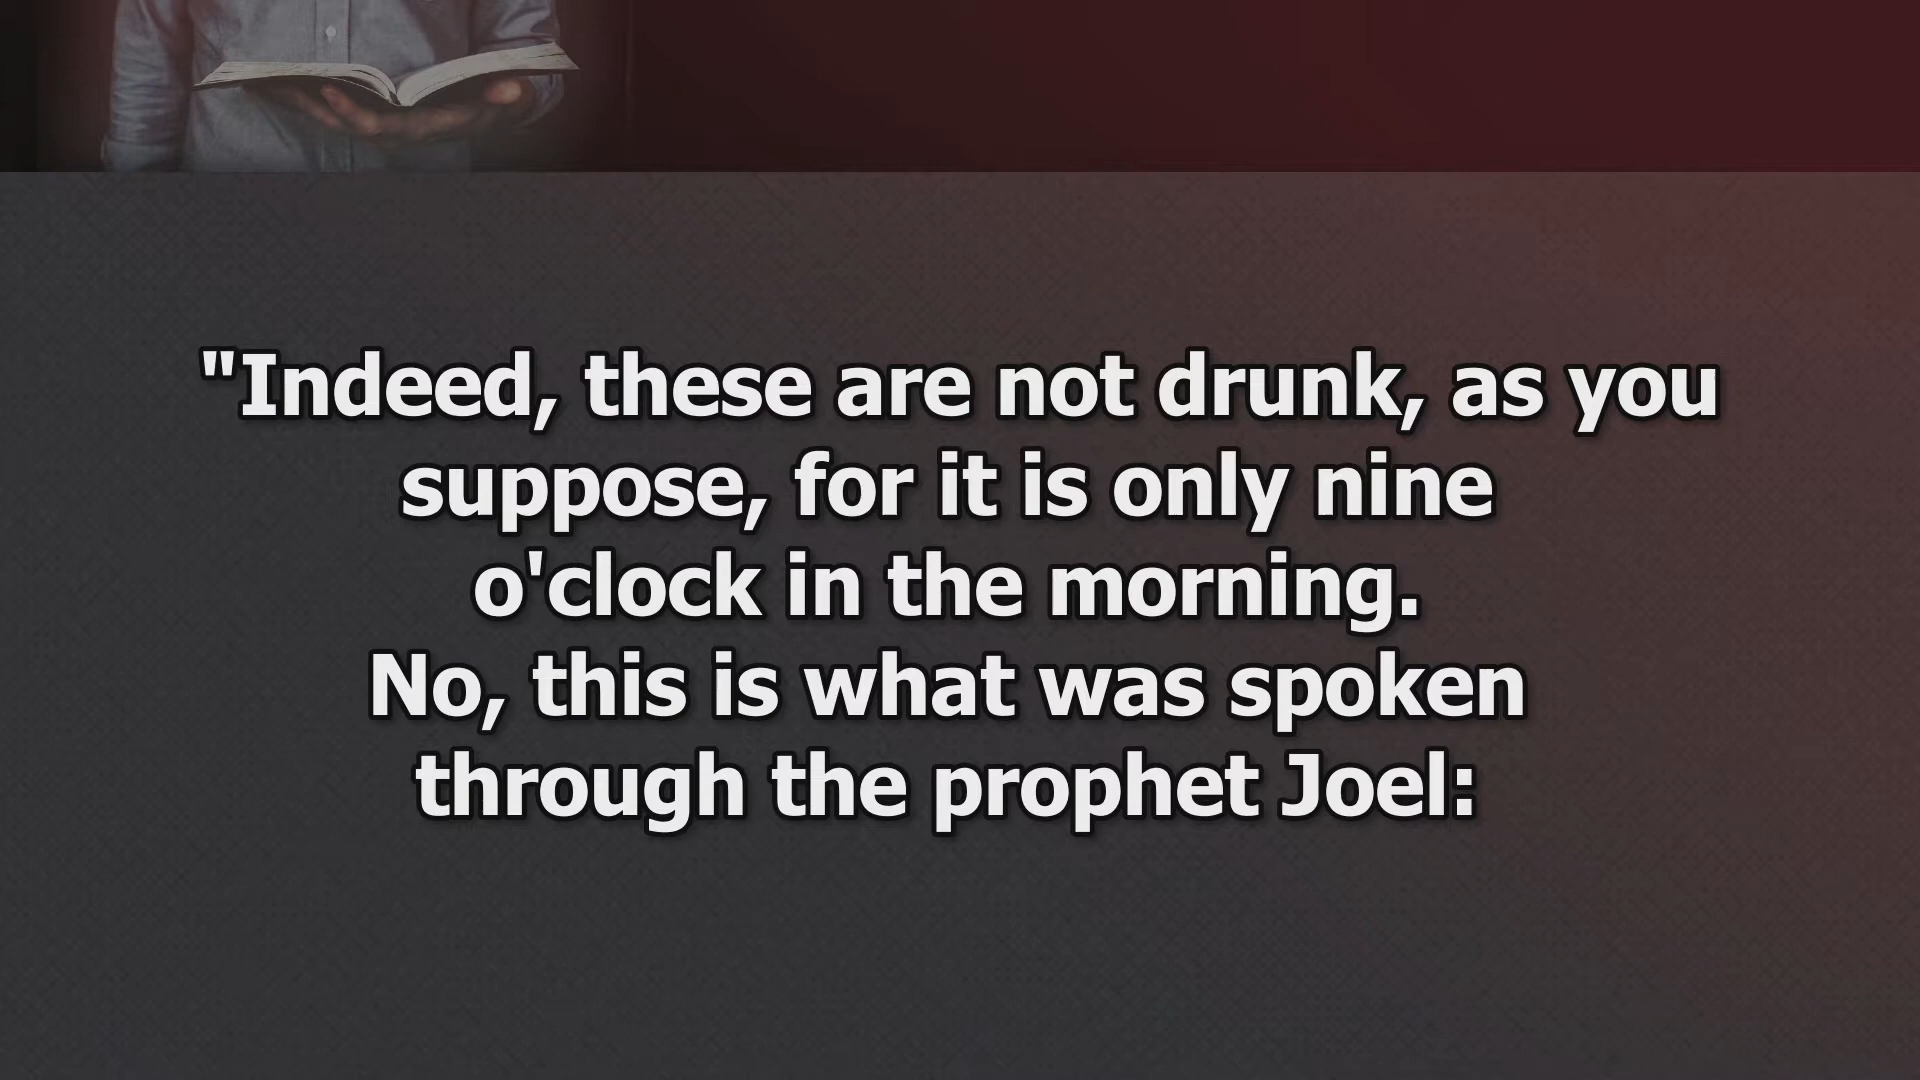 "Indeed, these are not drunk, as you
suppose, for it is only nine
o'clock in the morning.
No, this is what was spoken
through the prophet Joel: